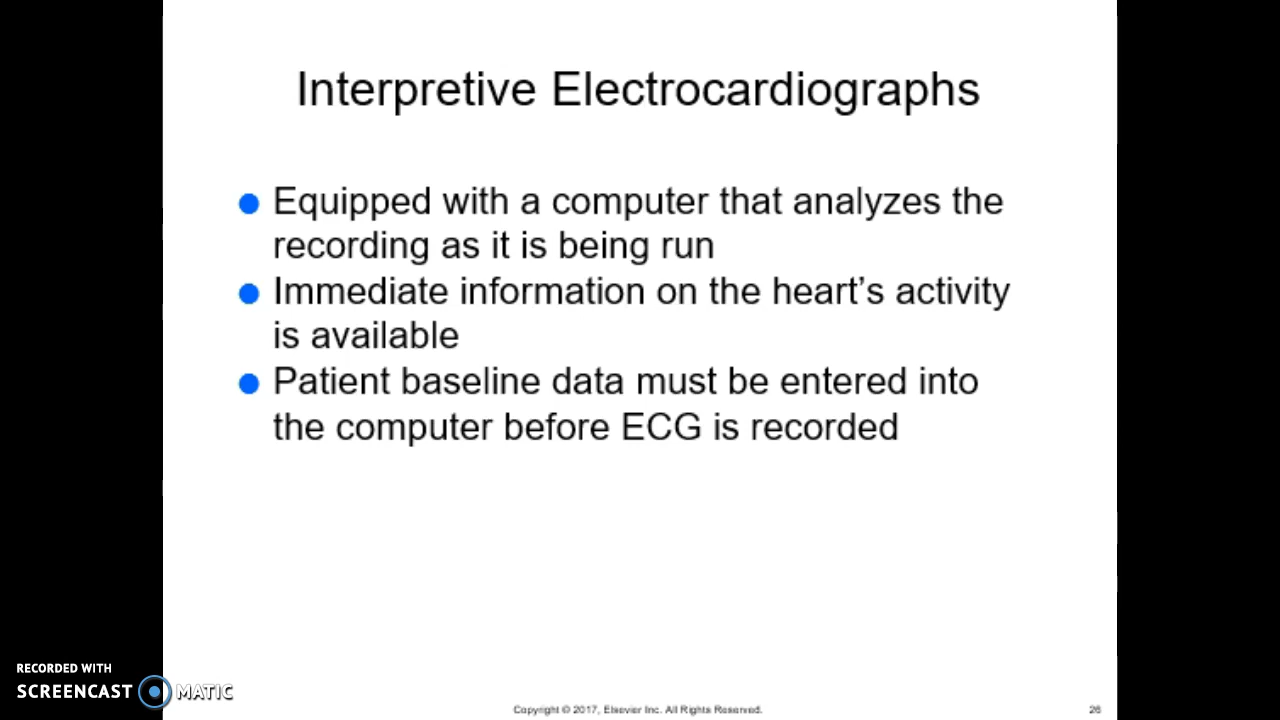 Interpretive Electrocardiographs
Equipped with a computer that analyzes the
recording as it is being run
Immediate information on the heart's activity
is available
Patient baseline data must be entered into
the computer before ECG is recorded
RECORDED WITH
SCREENCAST MATIC
Copyright © 2017, Elsevier Inc. All Rights Reserved.
26